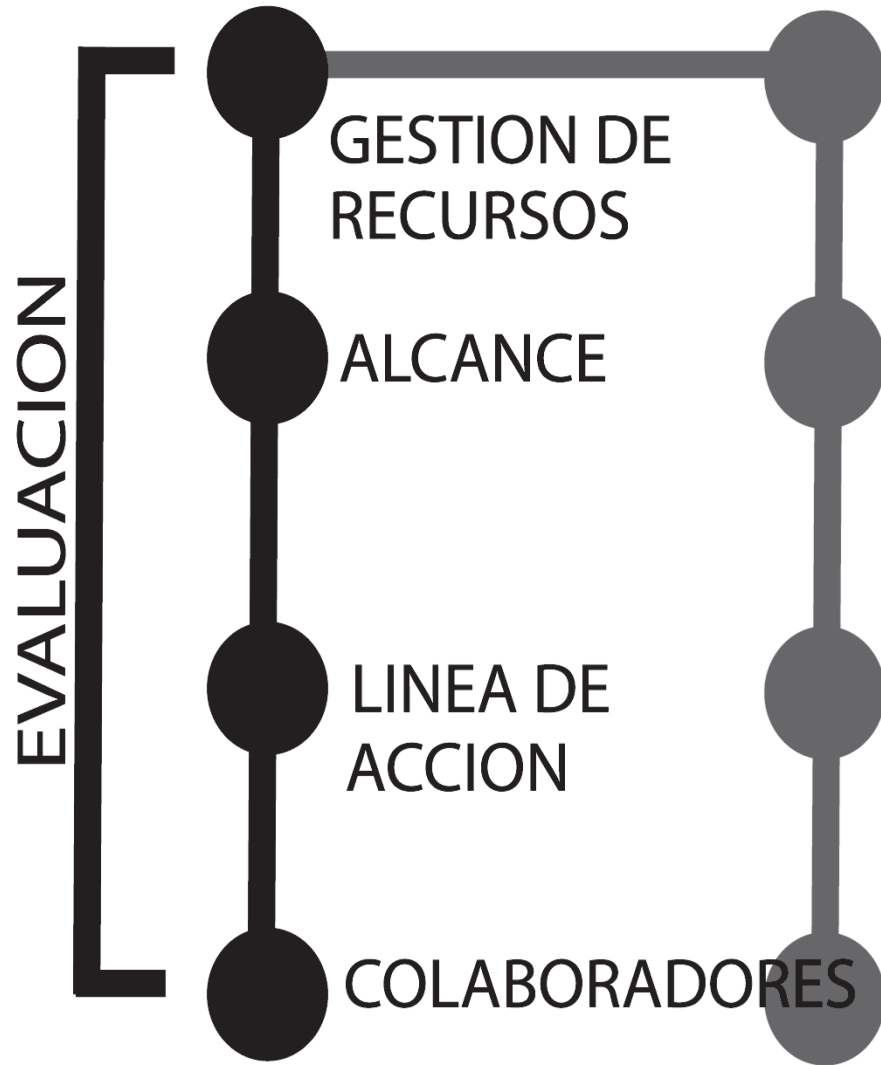 EVALUACION
GESTION DE
RECURSOS
ALCANCE
LINEA DE
ACCION
COLABORADORES